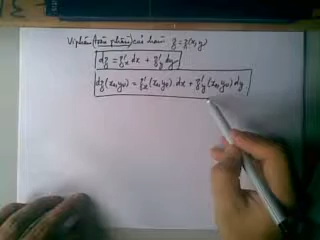 Vi phân (toàn phần) của hàm z = z(x, y)
dz = z'x dx + z'y dy
dz(x₀,y₀) = z'x(x₀,y₀) dx + z'y(x₀,y₀) dy